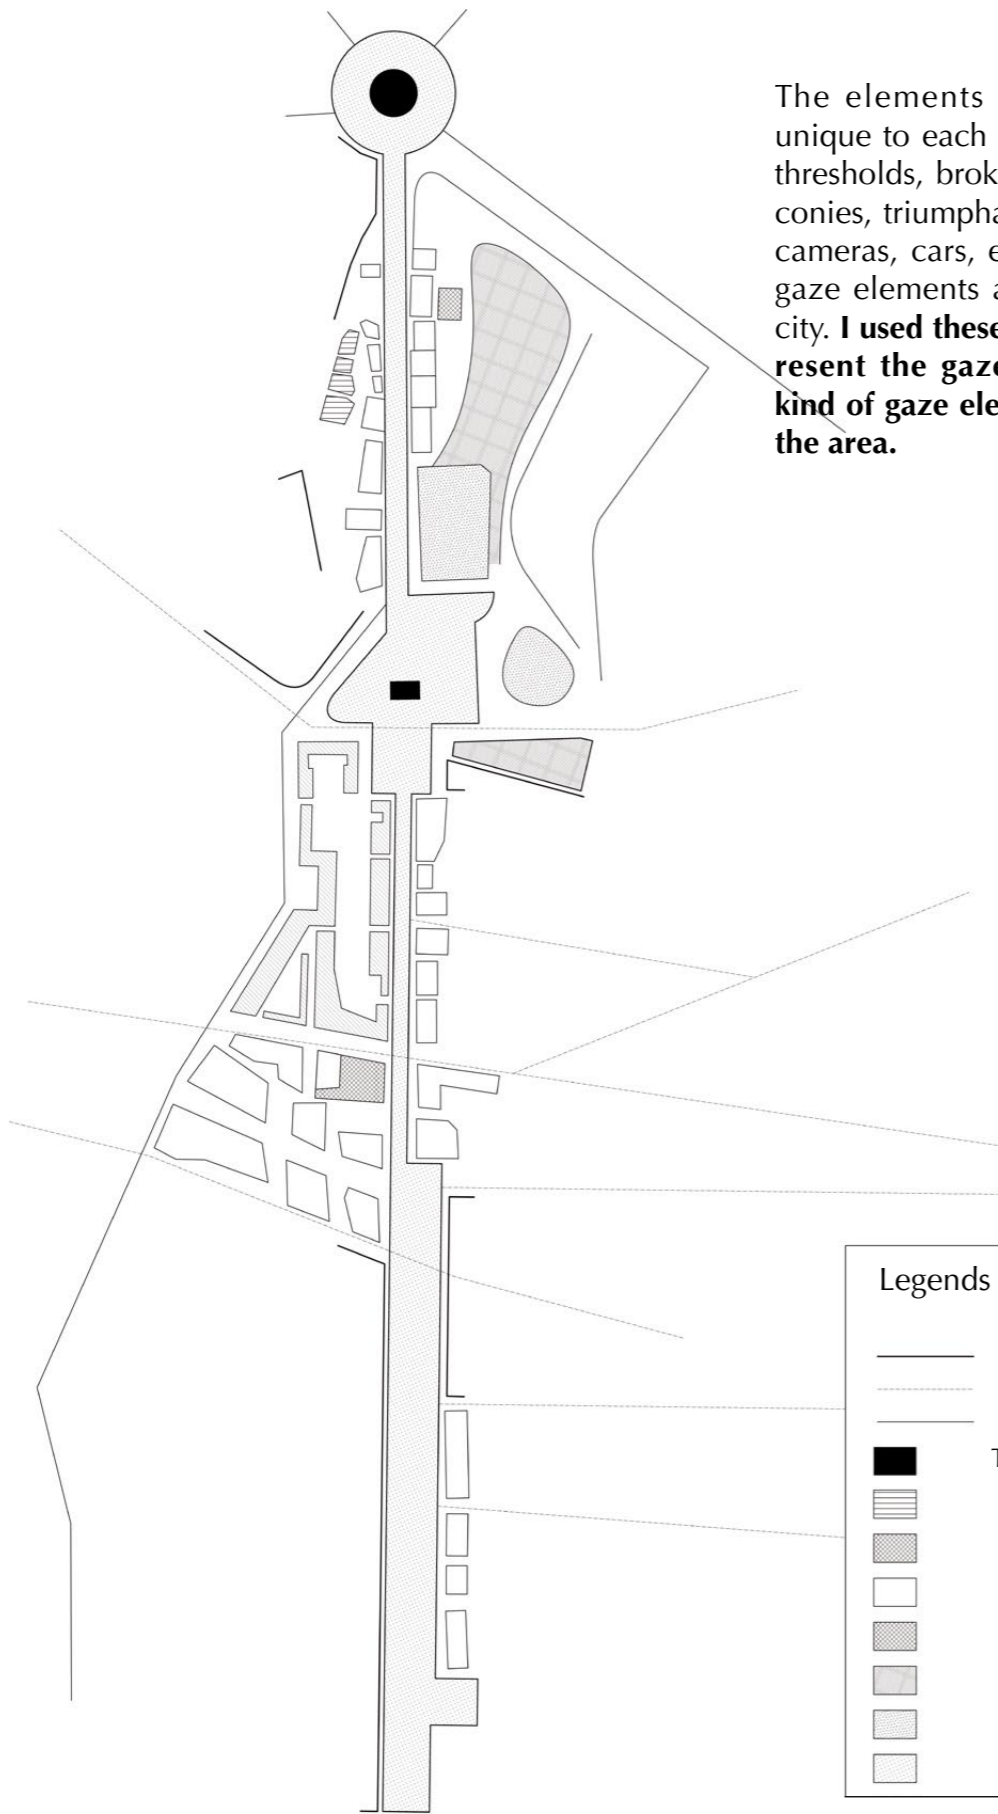 The elements
unique to each
thresholds, brok
conies, triumpha
cameras, cars, e
gaze elements a
city. I used these
resent the gaze
kind of gaze ele
the area.
Legends
T